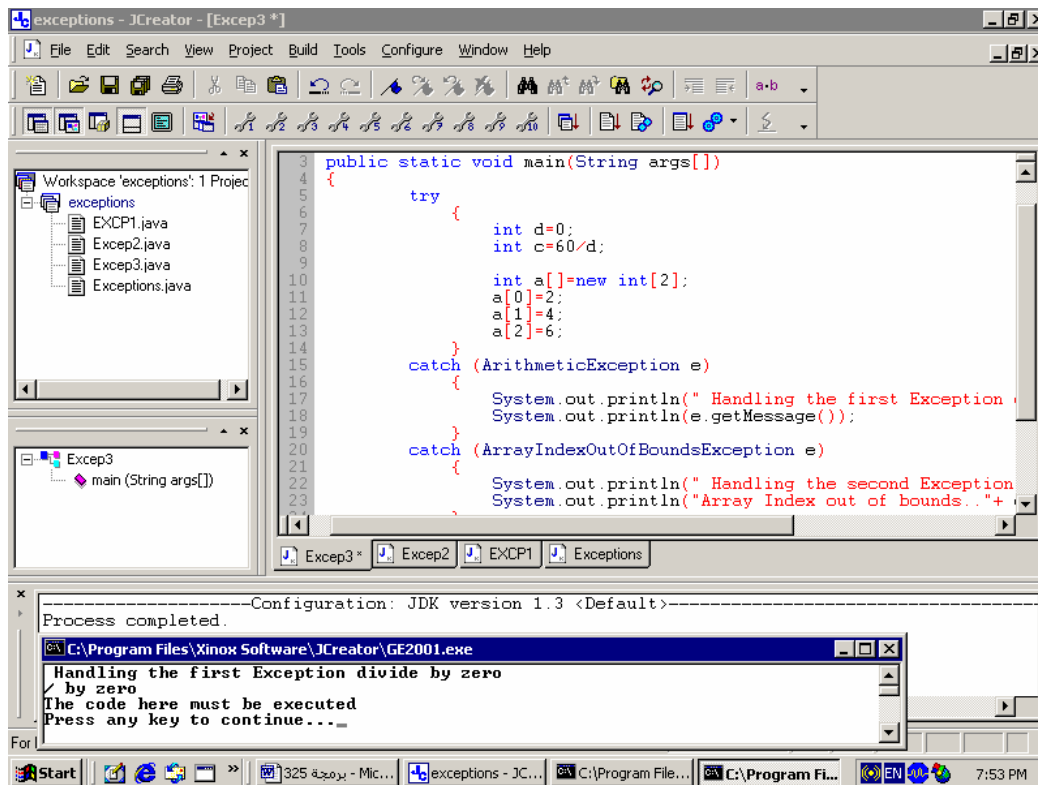 exceptions - JCreator - [Excep3 *]
File Edit Search View Project Build Tools Configure Window Help
a·b
Workspace 'exceptions': 1 Projec
exceptions
EXCP1.java
Excep2.java
Excep3.java
Exceptions.java
Excep3
main (String args[])
3 public static void main(String args[])
4 {
5 try
6 {
7 int d=0;
8 int c=60/d;
9
10 int a[]=new int[2];
11 a[0]=2;
12 a[1]=4;
13 a[2]=6;
14 }
15 catch (ArithmeticException e)
16 {
17 System.out.println(" Handling the first Exception
18 System.out.println(e.getMessage());
19 }
20 catch (ArrayIndexOutOfBoundsException e)
21 {
22 System.out.println(" Handling the second Exception
23 System.out.println("Array Index out of bounds.."+
Excep3 * Excep2 EXCP1 Exceptions
--------------------Configuration: JDK version 1.3 <Default>------------------------------------
Process completed.
C:\Program Files\Xinox Software\JCreator\GE2001.exe
Handling the first Exception divide by zero
/ by zero
The code here must be executed
Press any key to continue..._
For
Start » برمجة 325 - Mic... exceptions - JC... C:\Program File... C:\Program Fi... EN 7:53 PM